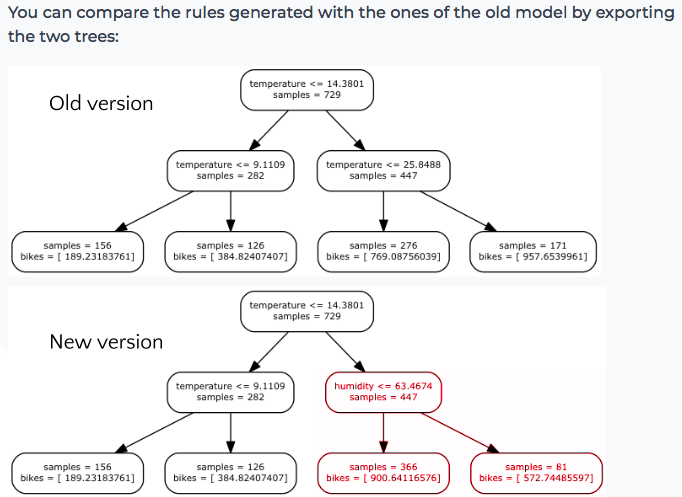 You can compare the rules generated with the ones of the old model by exporting
the two trees:
Old version
temperature <= 14.3801
samples = 729
temperature <= 9.1109
samples = 282
temperature <= 25.8488
samples = 447
samples = 156
bikes = [ 189.23183761]
samples = 126
bikes = [ 384.82407407]
samples = 276
bikes = [ 769.08756039]
samples = 171
bikes = [ 957.6539961]
New version
temperature <= 14.3801
samples = 729
temperature <= 9.1109
samples = 282
humidity <= 63.4674
samples = 447
samples = 156
bikes = [ 189.23183761]
samples = 126
bikes = [ 384.82407407]
samples = 366
bikes = [ 900.64116576]
samples = 81
bikes = [ 572.74485597]